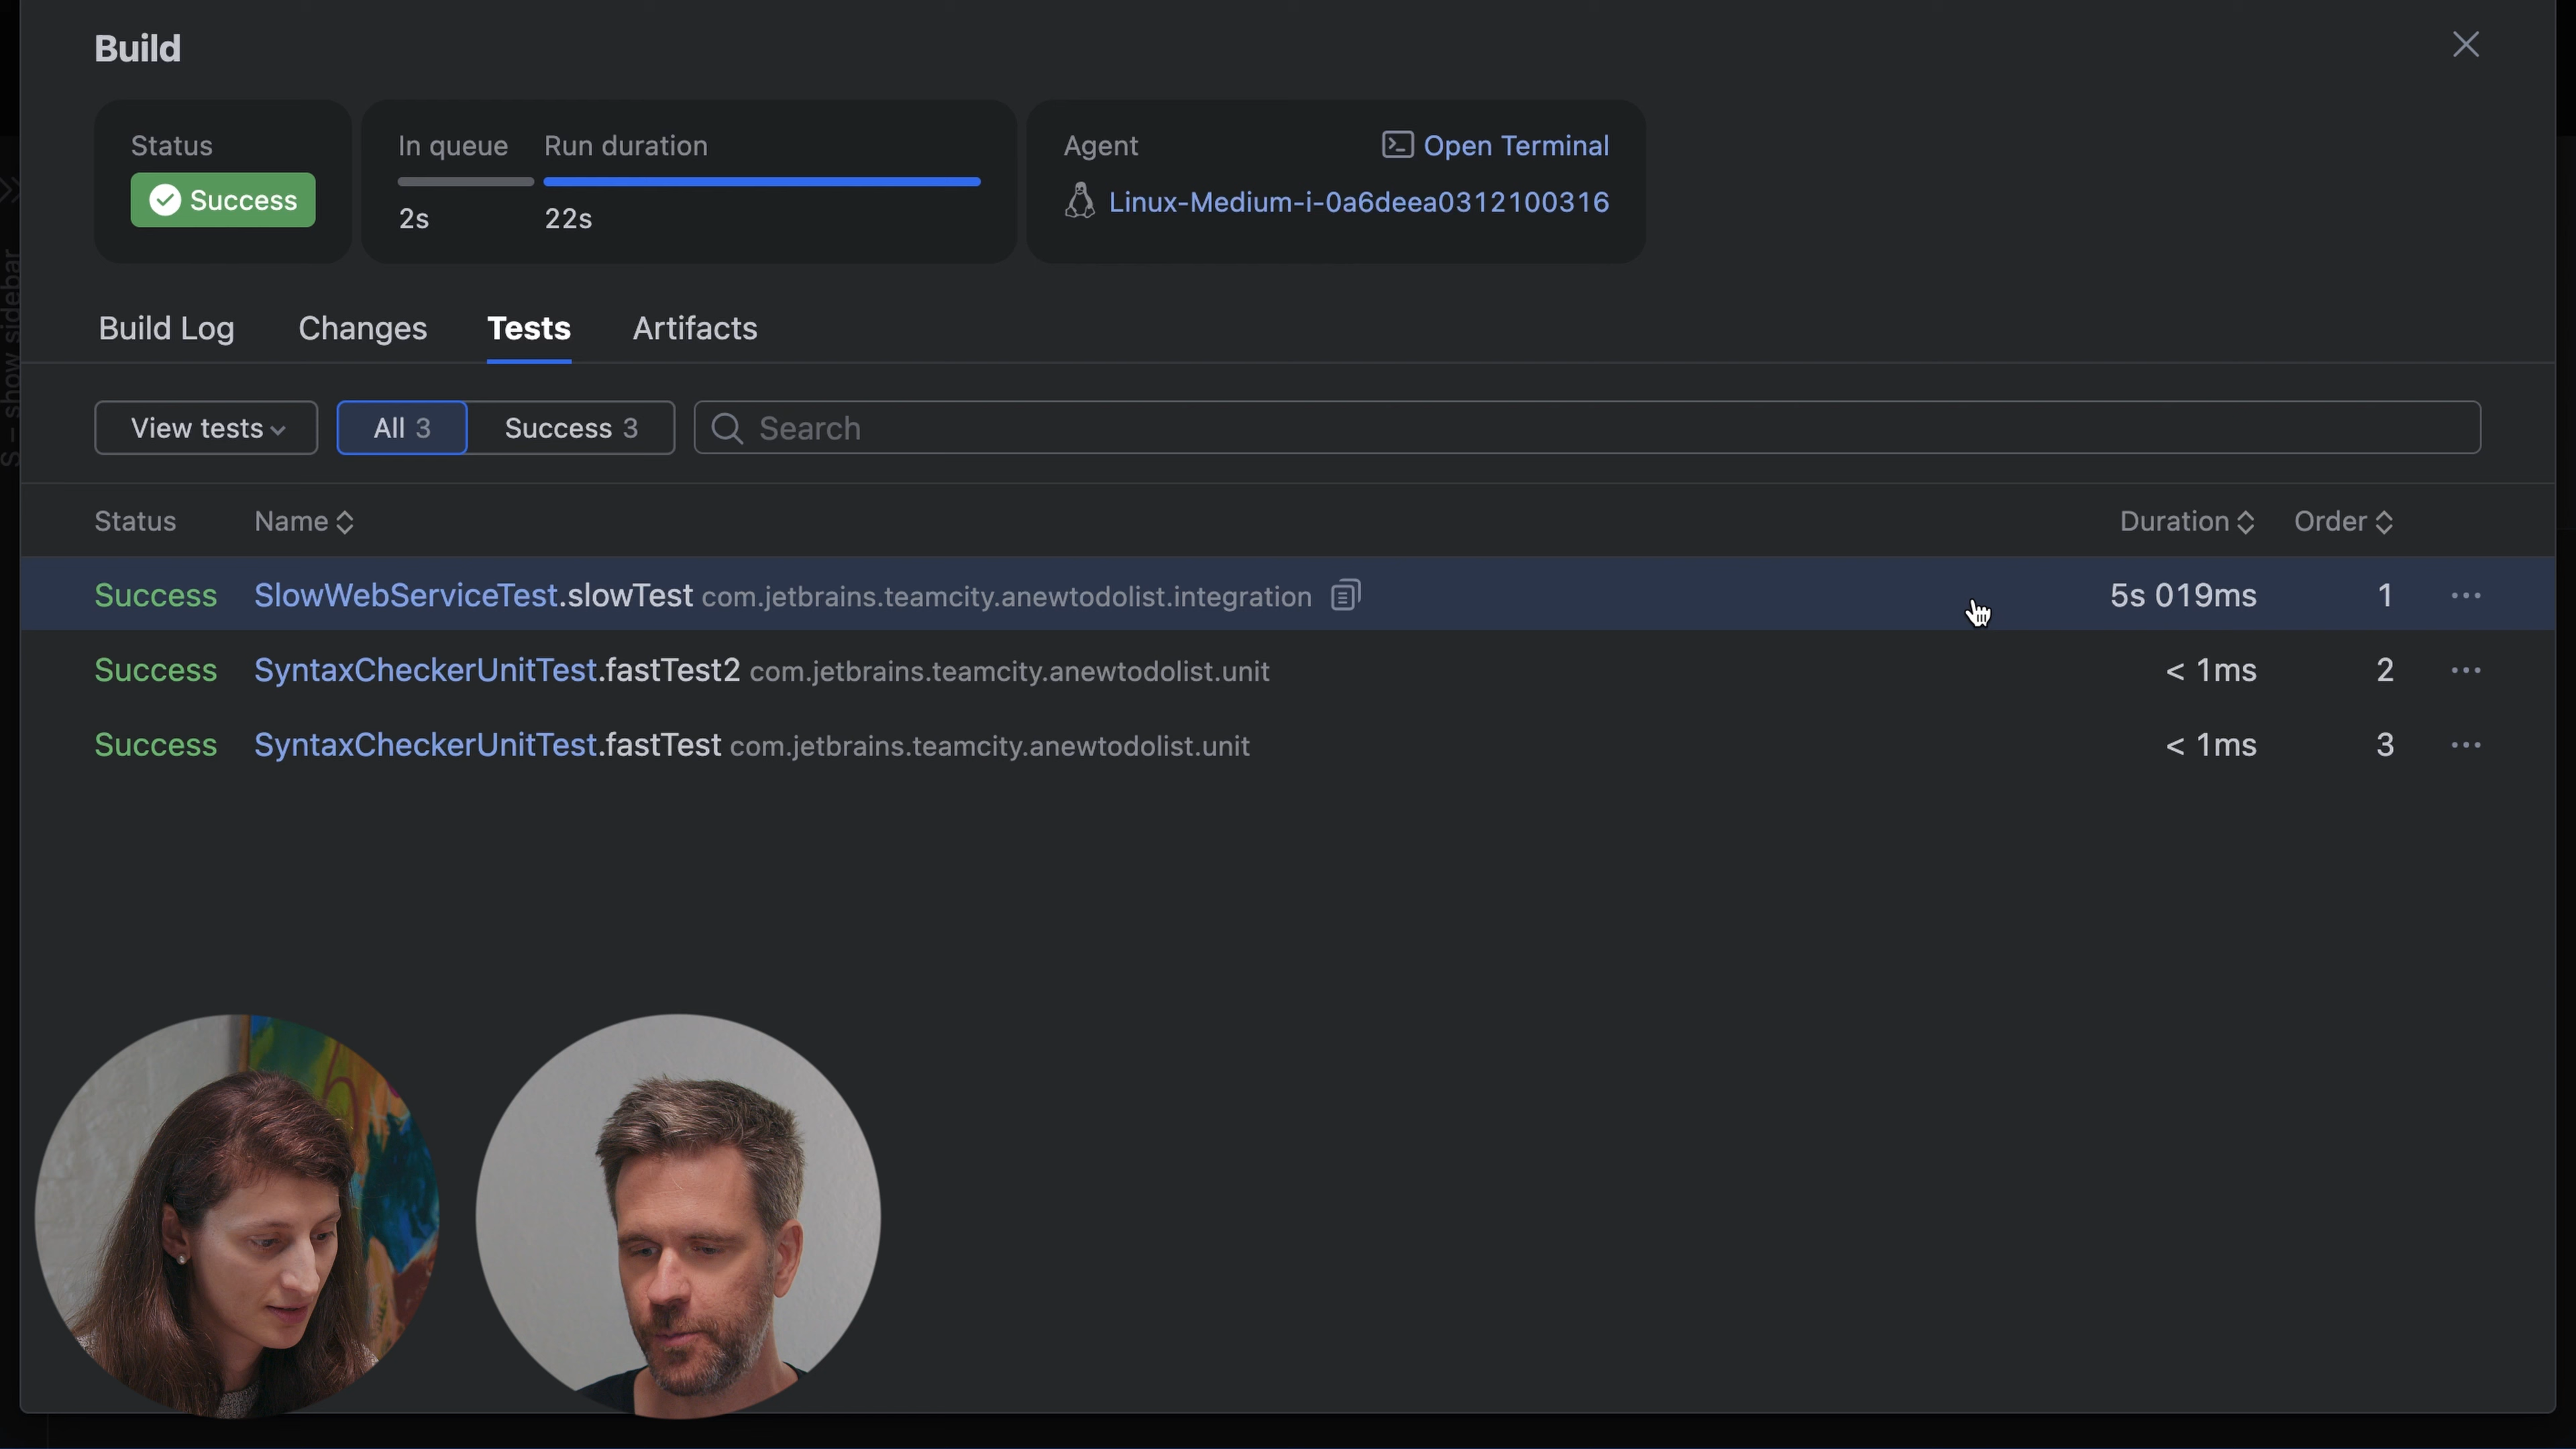 Build
Status
In queue Run duration
Agent
Open Terminal
Success
2s 22s
Linux-Medium-i-0a6deea0312100316
S – show sidebar
Build Log Changes Tests Artifacts
View tests All 3 Success 3 Search
Status Name Duration Order
Success SlowWebServiceTest.slowTest com.jetbrains.teamcity.anewtodolist.integration 5s 019ms 1
Success SyntaxCheckerUnitTest.fastTest2 com.jetbrains.teamcity.anewtodolist.unit < 1ms 2
Success SyntaxCheckerUnitTest.fastTest com.jetbrains.teamcity.anewtodolist.unit < 1ms 3